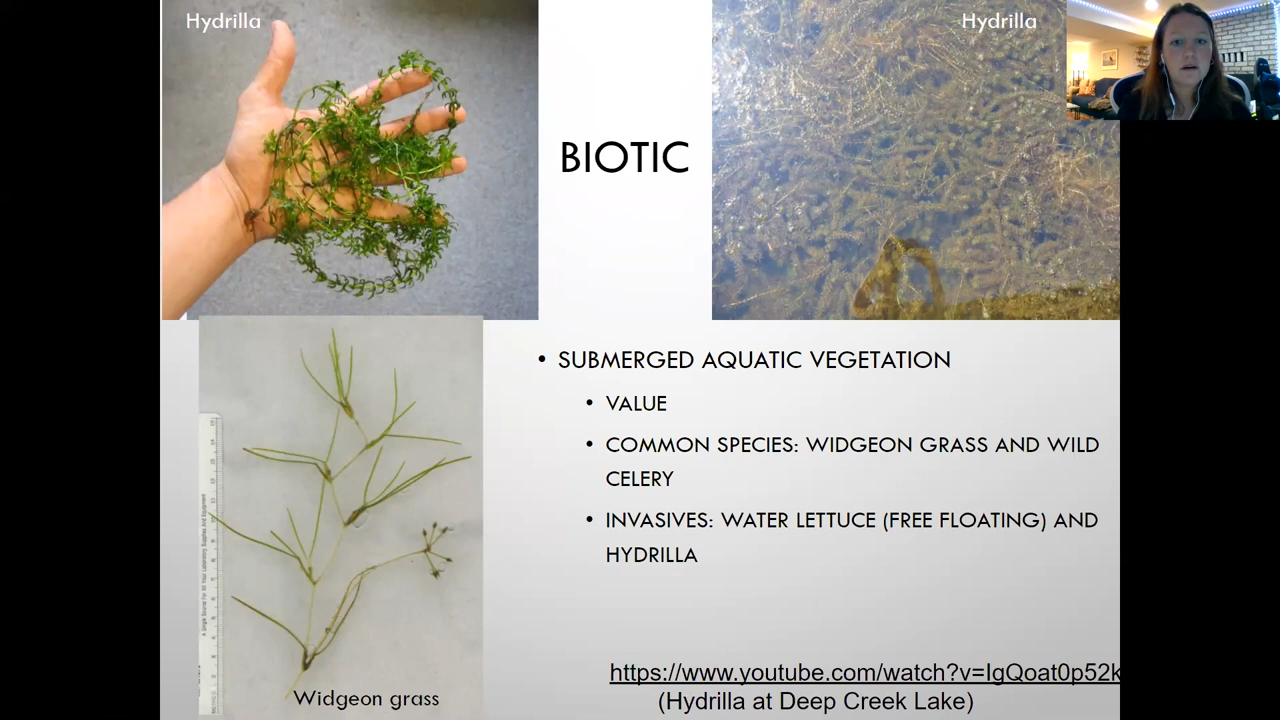 Hydrilla
Hydrilla
BIOTIC
• SUBMERGED AQUATIC VEGETATION
• VALUE
• COMMON SPECIES: WIDGEON GRASS AND WILD
CELERY
• INVASIVES: WATER LETTUCE (FREE FLOATING) AND
HYDRILLA
Widgeon grass
https://www.youtube.com/watch?v=IgQoat0p52k
(Hydrilla at Deep Creek Lake)